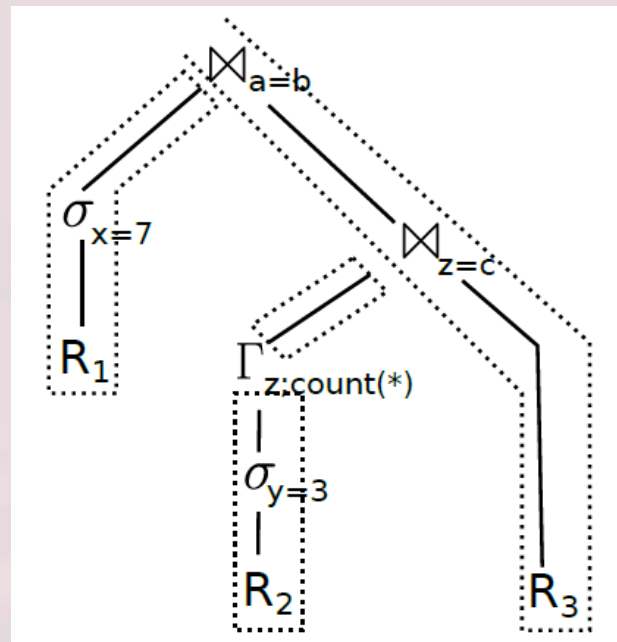 ⋈a=b
σx=7
⋈z=c
R1
Γz;count(*)
σy=3
R2
R3